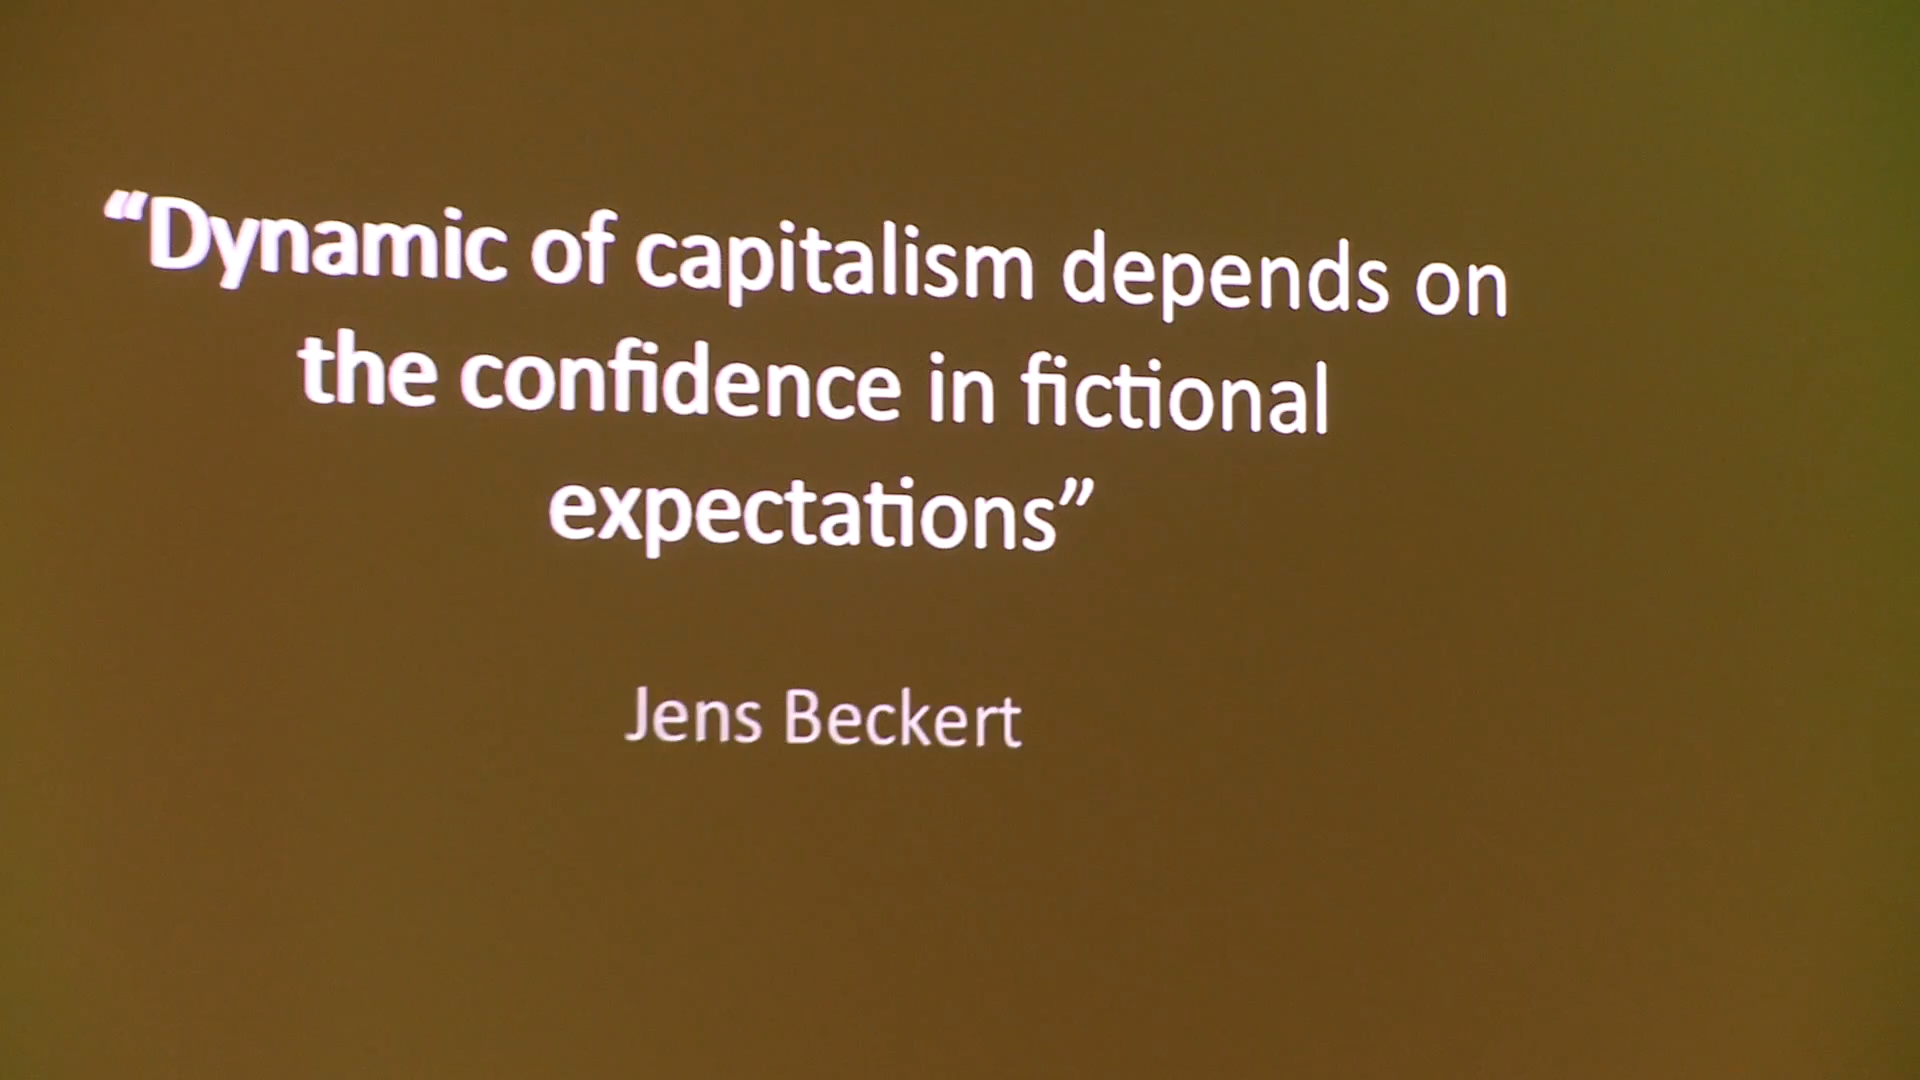 “Dynamic of capitalism depends on
the confidence in fictional
expectations”
Jens Beckert